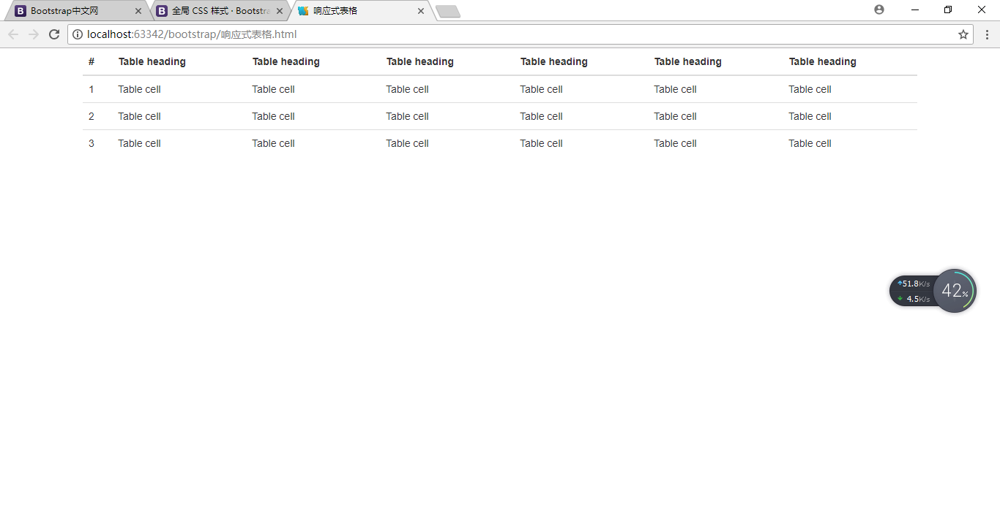 Bootstrap中文网
全局 CSS 样式 · Bootstra
响应式表格
localhost:63342/bootstrap/响应式表格.html
# Table heading Table heading Table heading Table heading Table heading Table heading
1 Table cell Table cell Table cell Table cell Table cell Table cell
2 Table cell Table cell Table cell Table cell Table cell Table cell
3 Table cell Table cell Table cell Table cell Table cell Table cell
51.8K/s
4.5K/s
42%